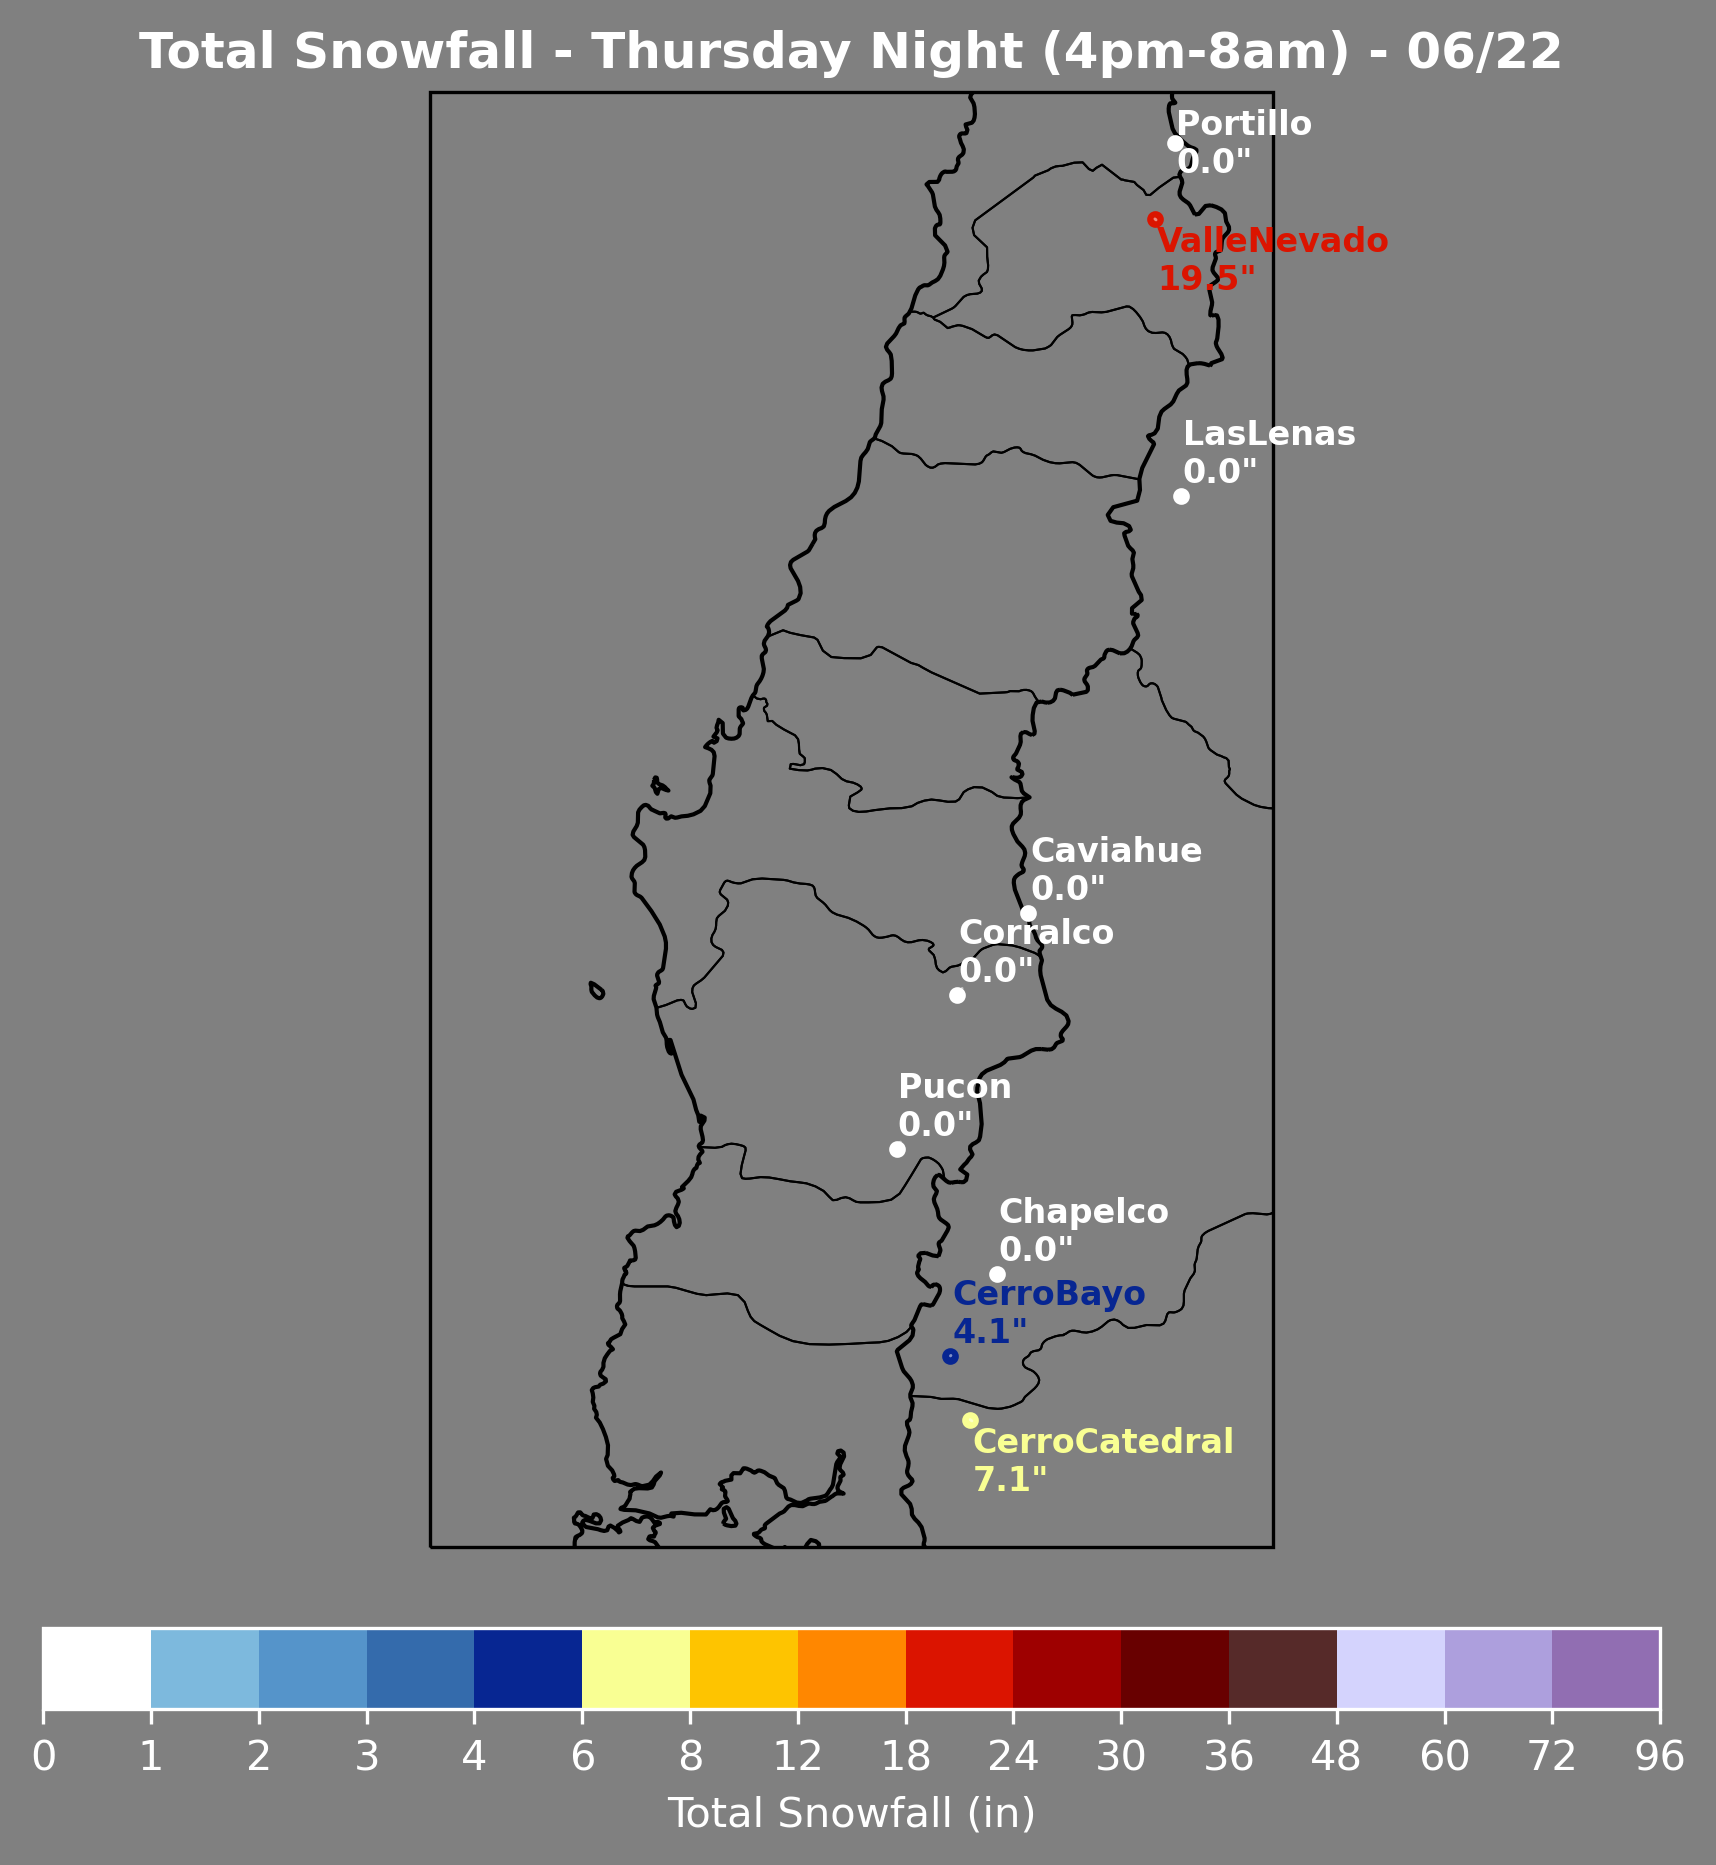 Total Snowfall - Thursday Night (4pm-8am) - 06/22
Portillo
0.0"
ValleNevado
19.5"
LasLenas
0.0"
Caviahue
0.0"
Corralco
0.0"
Pucon
0.0"
Chapelco
0.0"
CerroBayo
4.1"
CerroCatedral
7.1"
0 1 2 3 4 6 8 12 18 24 30 36 48 60 72 96
Total Snowfall (in)